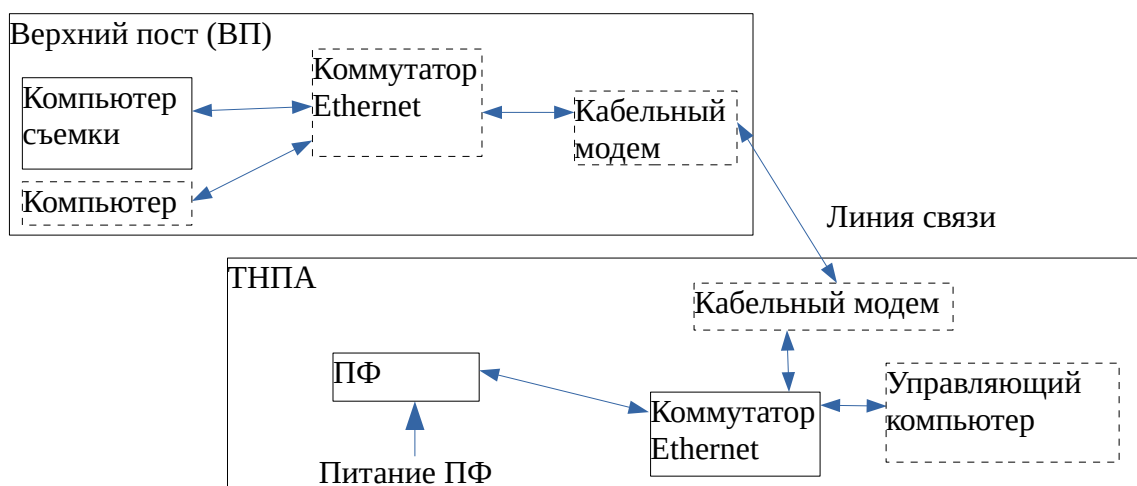 Верхний пост (ВП)
Коммутатор
Ethernet
Компьютер
съемки
Кабельный
модем
Компьютер
Линия связи
ТНПА
Кабельный модем
ПФ
Управляющий
компьютер
Коммутатор
Ethernet
Питание ПФ